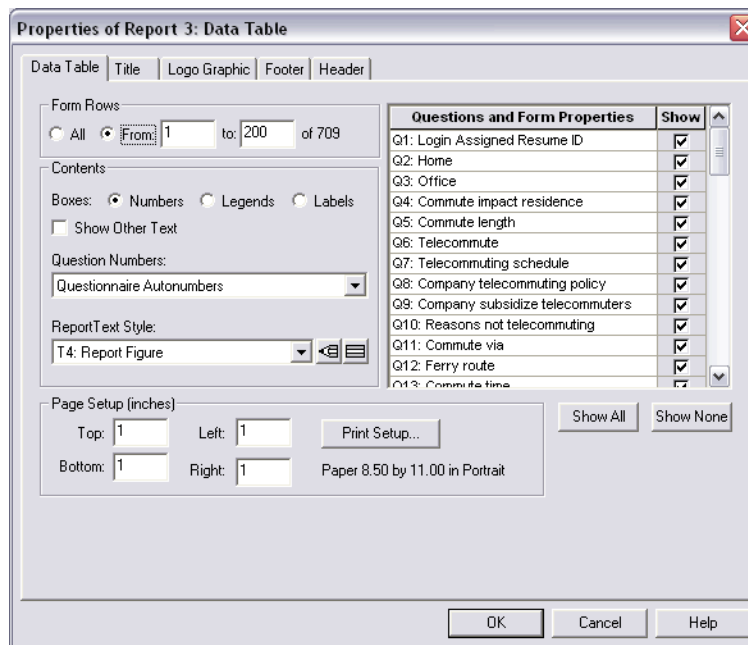 Properties of Report 3: Data Table
Data Table Title Logo Graphic Footer Header
Form Rows
All From: 1 to: 200 of 709
Contents
Boxes: Numbers Legends Labels
Show Other Text
Question Numbers:
Questionnaire Autonumbers
ReportText Style:
T4: Report Figure
Questions and Form Properties Show
Q1: Login Assigned Resume ID
Q2: Home
Q3: Office
Q4: Commute impact residence
Q5: Commute length
Q6: Telecommute
Q7: Telecommuting schedule
Q8: Company telecommuting policy
Q9: Company subsidize telecommuters
Q10: Reasons not telecommuting
Q11: Commute via
Q12: Ferry route
Q13: Commute time
Show All Show None
Page Setup (inches)
Top: 1 Left: 1 Print Setup...
Bottom: 1 Right: 1 Paper 8.50 by 11.00 in Portrait
OK Cancel Help